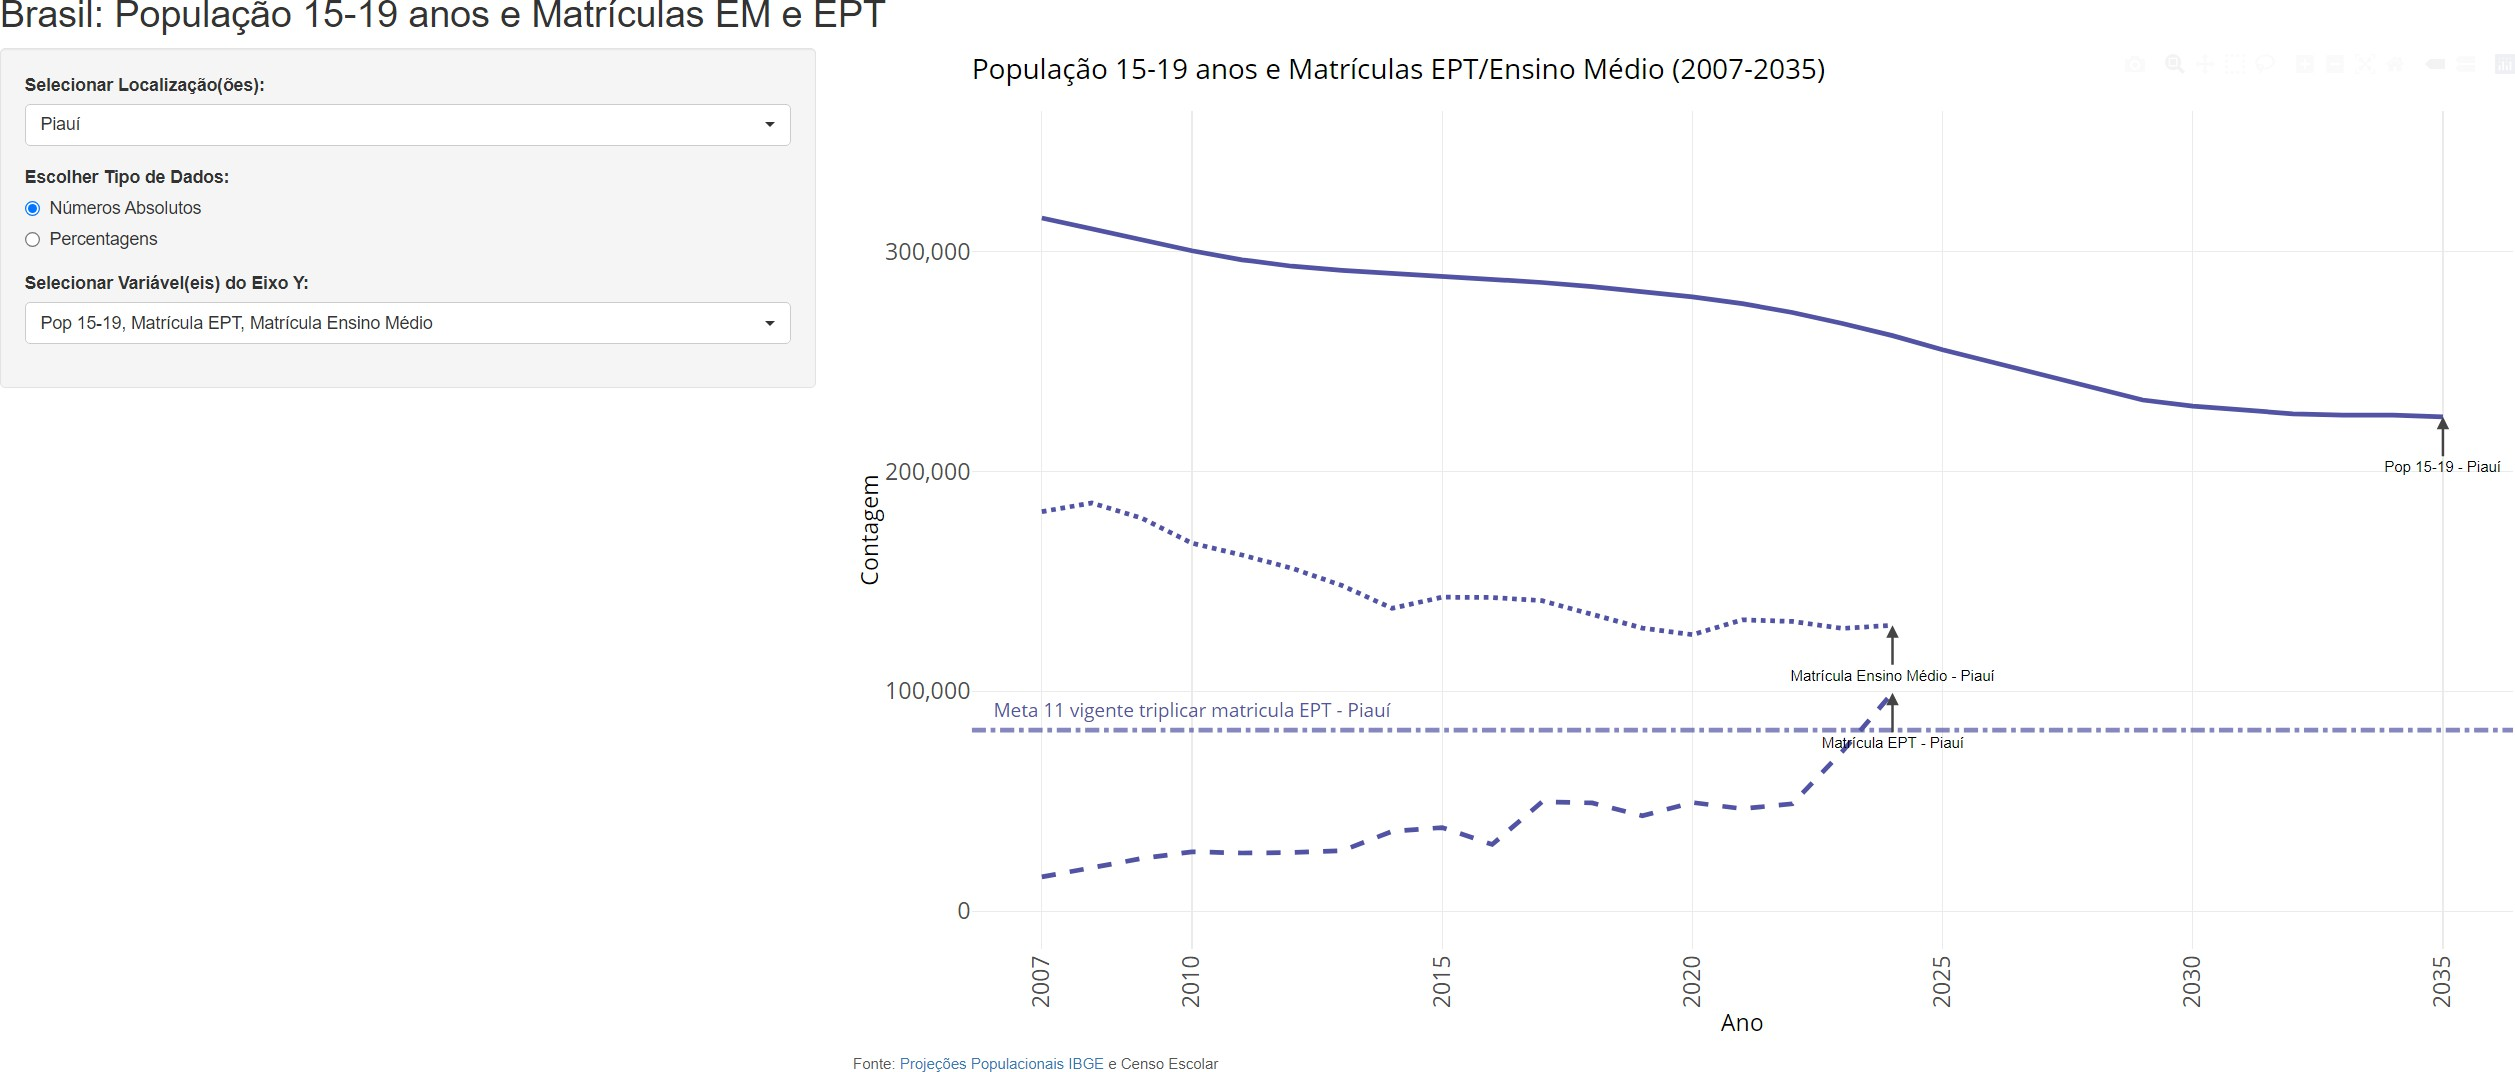 Brasil: População 15-19 anos e Matrículas EM e EPT
Selecionar Localização(ões):
Piauí
Escolher Tipo de Dados:
Números Absolutos
Percentagens
Selecionar Variável(eis) do Eixo Y:
Pop 15-19, Matrícula EPT, Matrícula Ensino Médio
População 15-19 anos e Matrículas EPT/Ensino Médio (2007-2035)
Contagem
300,000
200,000
100,000
0
Pop 15-19 - Piauí
Matrícula Ensino Médio - Piauí
Meta 11 vigente triplicar matricula EPT - Piauí
Matrícula EPT - Piauí
2007
2010
2015
2020
2025
2030
2035
Ano
Fonte: Projeções Populacionais IBGE e Censo Escolar